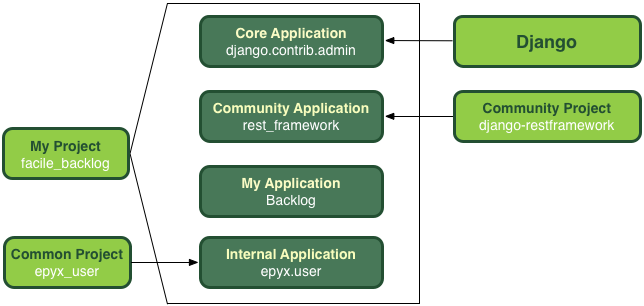 Core Application
django.contrib.admin
Django
Community Application
rest_framework
Community Project
django-restframework
My Project
facile_backlog
My Application
Backlog
Common Project
epyx_user
Internal Application
epyx.user